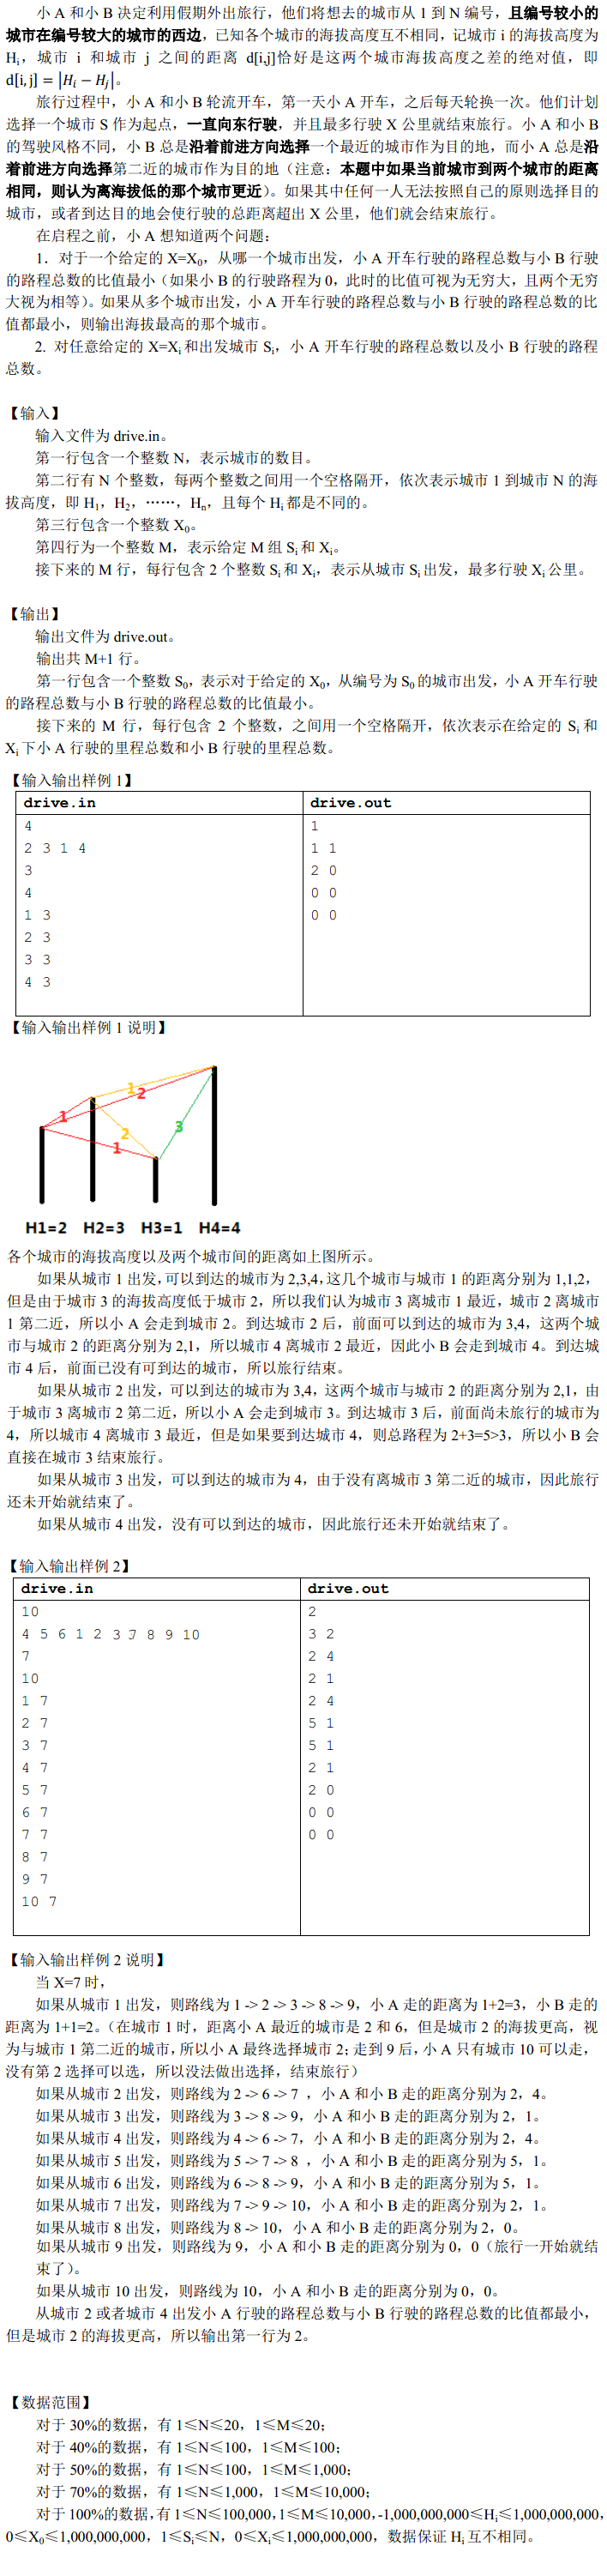 小 A 和小 B 决定利用假期外出旅行，他们将想去的城市从 1 到 N 编号，且编号较小的
城市在编号较大的城市的西边，已知各个城市的海拔高度互不相同，记城市 i 的海拔高度为
Hi，城市 i 和城市 j 之间的距离 d[i,j]恰好是这两个城市海拔高度之差的绝对值，即
d[i, j] = |Hi − Hj|。
旅行过程中，小 A 和小 B 轮流开车，第一天小 A 开车，之后每天轮换一次。他们计划
选择一个城市 S 作为起点，一直向东行驶，并且最多行驶 X 公里就结束旅行。小 A 和小 B
的驾驶风格不同，小 B 总是沿着前进方向选择一个最近的城市作为目的地，而小 A 总是沿
着前进方向选择第二近的城市作为目的地（注意：本题中如果当前城市到两个城市的距离
相同，则认为离海拔低的那个城市更近）。如果其中任何一人无法按照自己的原则选择目的
城市，或者到达目的地会使行驶的总距离超出 X 公里，他们就会结束旅行。
在启程之前，小 A 想知道两个问题：
1．对于一个给定的 X=X0，从哪一个城市出发，小 A 开车行驶的路程总数与小 B 行驶
的路程总数的比值最小（如果小 B 的行驶路程为 0，此时的比值可视为无穷大，且两个无穷
大视为相等）。如果从多个城市出发，小 A 开车行驶的路程总数与小 B 行驶的路程总数的比
值都最小，则输出海拔最高的那个城市。
2. 对任意给定的 X=Xi 和出发城市 Si，小 A 开车行驶的路程总数以及小 B 行驶的路程
总数。
【输入】
输入文件为 drive.in。
第一行包含一个整数 N，表示城市的数目。
第二行有 N 个整数，每两个整数之间用一个空格隔开，依次表示城市 1 到城市 N 的海
拔高度，即 H1，H2，……，Hn，且每个 Hi 都是不同的。
第三行包含一个整数 X0。
第四行为一个整数 M，表示给定 M 组 Si 和 Xi。
接下来的 M 行，每行包含 2 个整数 Si 和 Xi，表示从城市 Si 出发，最多行驶 Xi 公里。
【输出】
输出文件为 drive.out。
输出共 M+1 行。
第一行包含一个整数 S0，表示对于给定的 X0，从编号为 S0 的城市出发，小 A 开车行驶
的路程总数与小 B 行驶的路程总数的比值最小。
接下来的 M 行，每行包含 2 个整数，之间用一个空格隔开，依次表示在给定的 Si 和
Xi 下小 A 行驶的里程总数和小 B 行驶的里程总数。
【输入输出样例 1】
drive.in
4
2 3 1 4
3
4
1 3
2 3
3 3
4 3
drive.out
1
1 1
2 0
0 0
0 0
【输入输出样例 1 说明】
1
1
2
1
2
3
H1=2 H2=3 H3=1 H4=4
各个城市的海拔高度以及两个城市间的距离如上图所示。
如果从城市 1 出发，可以到达的城市为 2,3,4，这几个城市与城市 1 的距离分别为 1,1,2，
但是由于城市 3 的海拔高度低于城市 2，所以我们认为城市 3 离城市 1 最近，城市 2 离城市
1 第二近，所以小 A 会走到城市 2。到达城市 2 后，前面可以到达的城市为 3,4，这两个城
市与城市 2 的距离分别为 2,1，所以城市 4 离城市 2 最近，因此小 B 会走到城市 4。到达城
市 4 后，前面已没有可到达的城市，所以旅行结束。
如果从城市 2 出发，可以到达的城市为 3,4，这两个城市与城市 2 的距离分别为 2,1，由
于城市 3 离城市 2 第二近，所以小 A 会走到城市 3。到达城市 3 后，前面尚未旅行的城市为
4，所以城市 4 离城市 3 最近，但是如果要到达城市 4，则总路程为 2+3=5>3，所以小 B 会
直接在城市 3 结束旅行。
如果从城市 3 出发，可以到达的城市为 4，由于没有离城市 3 第二近的城市，因此旅行
还未开始就结束了。
如果从城市 4 出发，没有可以到达的城市，因此旅行还未开始就结束了。
【输入输出样例 2】
drive.in
10
4 5 6 1 2 3 7 8 9 10
7
10
1 7
2 7
3 7
4 7
5 7
6 7
7 7
8 7
9 7
10 7
drive.out
2
3 2
2 4
2 1
2 4
5 1
5 1
2 1
2 0
0 0
0 0
【输入输出样例 2 说明】
当 X=7 时，
如果从城市 1 出发，则路线为 1 -> 2 -> 3 -> 8 -> 9，小 A 走的距离为 1+2=3，小 B 走的
距离为 1+1=2。（在城市 1 时，距离小 A 最近的城市是 2 和 6，但是城市 2 的海拔更高，视
为与城市 1 第二近的城市，所以小 A 最终选择城市 2；走到 9 后，小 A 只有城市 10 可以走，
没有第 2 选择可以选，所以没法做出选择，结束旅行）
如果从城市 2 出发，则路线为 2 -> 6 -> 7 ，小 A 和小 B 走的距离分别为 2，4。
如果从城市 3 出发，则路线为 3 -> 8 -> 9，小 A 和小 B 走的距离分别为 2，1。
如果从城市 4 出发，则路线为 4 -> 6 -> 7，小 A 和小 B 走的距离分别为 2，4。
如果从城市 5 出发，则路线为 5 -> 7 -> 8 ，小 A 和小 B 走的距离分别为 5，1。
如果从城市 6 出发，则路线为 6 -> 8 -> 9，小 A 和小 B 走的距离分别为 5，1。
如果从城市 7 出发，则路线为 7 -> 9 -> 10，小 A 和小 B 走的距离分别为 2，1。
如果从城市 8 出发，则路线为 8 -> 10，小 A 和小 B 走的距离分别为 2，0。
如果从城市 9 出发，则路线为 9，小 A 和小 B 走的距离分别为 0，0（旅行一开始就结
束了）。
如果从城市 10 出发，则路线为 10，小 A 和小 B 走的距离分别为 0，0。
从城市 2 或者城市 4 出发小 A 行驶的路程总数与小 B 行驶的路程总数的比值都最小，
但是城市 2 的海拔更高，所以输出第一行为 2。
【数据范围】
对于 30%的数据，有 1≤N≤20，1≤M≤20；
对于 40%的数据，有 1≤N≤100，1≤M≤100；
对于 50%的数据，有 1≤N≤100，1≤M≤1,000；
对于 70%的数据，有 1≤N≤1,000，1≤M≤10,000；
对于 100%的数据，有 1≤N≤100,000，1≤M≤10,000，-1,000,000,000≤Hi≤1,000,000,000，
0≤X0≤1,000,000,000，1≤Si≤N，0≤Xi≤1,000,000,000，数据保证 Hi 互不相同。